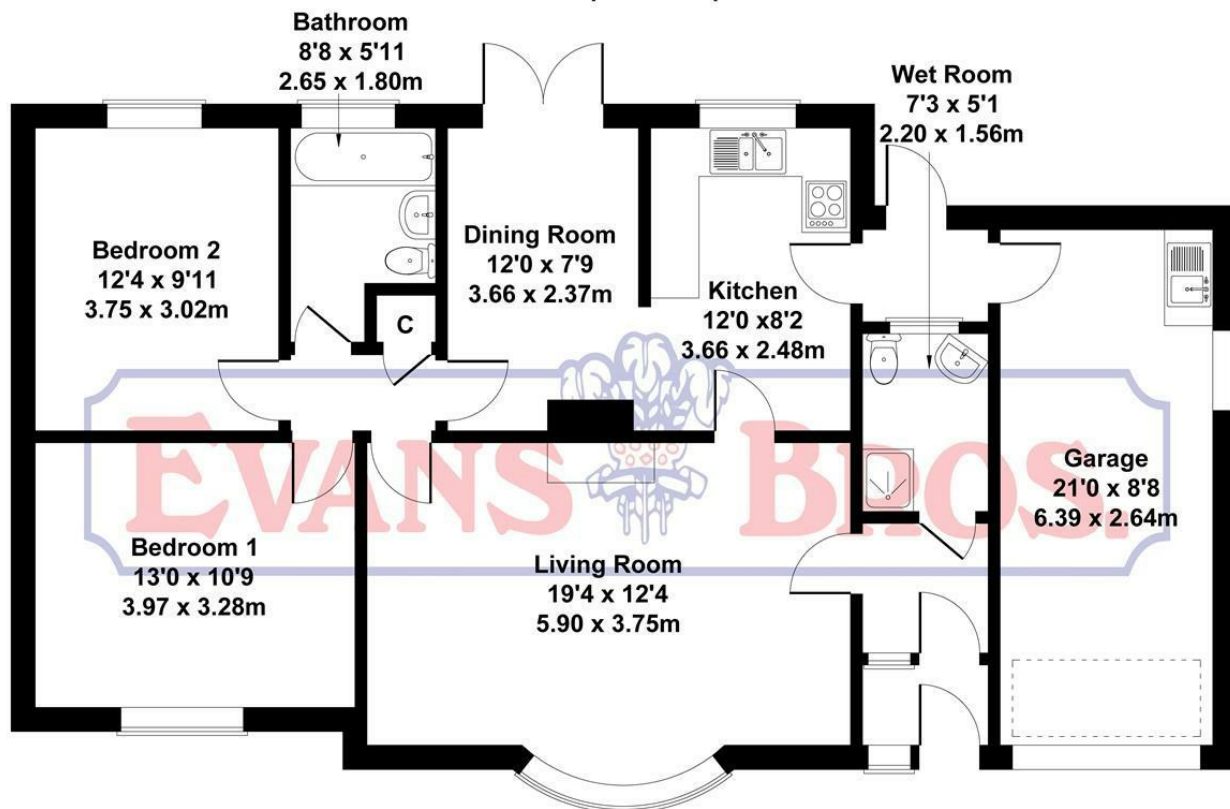 Bathroom
8'8 x 5'11
2.65 x 1.80m
Wet Room
7'3 x 5'1
2.20 x 1.56m
Bedroom 2
12'4 x 9'11
3.75 x 3.02m
Dining Room
12'0 x 7'9
3.66 x 2.37m
Kitchen
12'0 x8'2
3.66 x 2.48m
C
EVANS BROS.
Garage
21'0 x 8'8
6.39 x 2.64m
Bedroom 1
13'0 x 10'9
3.97 x 3.28m
Living Room
19'4 x 12'4
5.90 x 3.75m